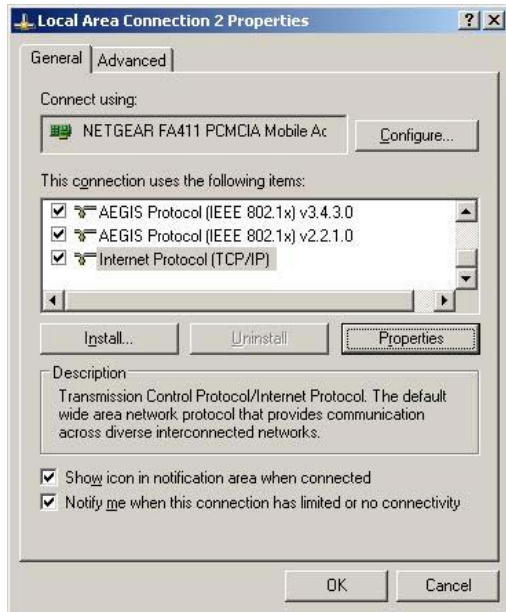 Local Area Connection 2 Properties
General Advanced
Connect using:
NETGEAR FA411 PCMCIA Mobile Ac
Configure...
This connection uses the following items:
AEGIS Protocol (IEEE 802.1x) v3.4.3.0
AEGIS Protocol (IEEE 802.1x) v2.2.1.0
Internet Protocol (TCP/IP)
Install... Uninstall Properties
Description
Transmission Control Protocol/Internet Protocol. The default
wide area network protocol that provides communication
across diverse interconnected networks.
Show icon in notification area when connected
Notify me when this connection has limited or no connectivity
OK Cancel